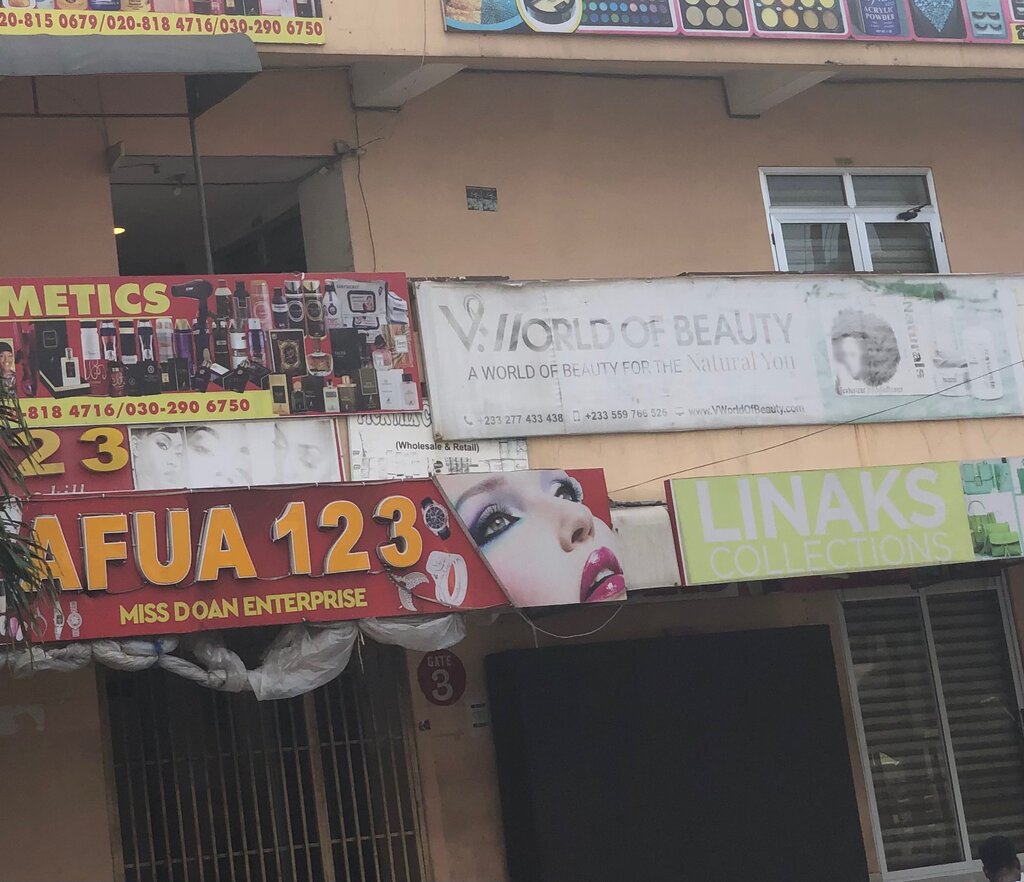 20-815 0679/020-818 4716/030-290 6750
ACRYLIC
POWDER
METICS
-818 4716/030-290 6750
V. WORLD OF BEAUTY
A WORLD OF BEAUTY FOR THE Natural You
+233 277 433 438 +233 559 766 526 www.VWorldOfBeauty.com
Naturals
(Wholesale & Retail)
23
AFUA 123
MISS DOAN ENTERPRISE
LINAKS
COLLECTIONS
GATE
3